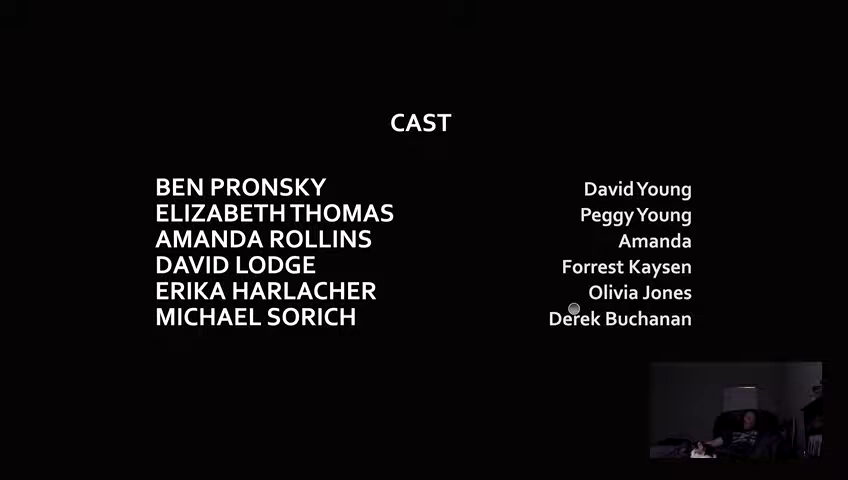 CAST
BEN PRONSKY David Young
ELIZABETH THOMAS Peggy Young
AMANDA ROLLINS Amanda
DAVID LODGE Forrest Kaysen
ERIKA HARLACHER Olivia Jones
MICHAEL SORICH Derek Buchanan